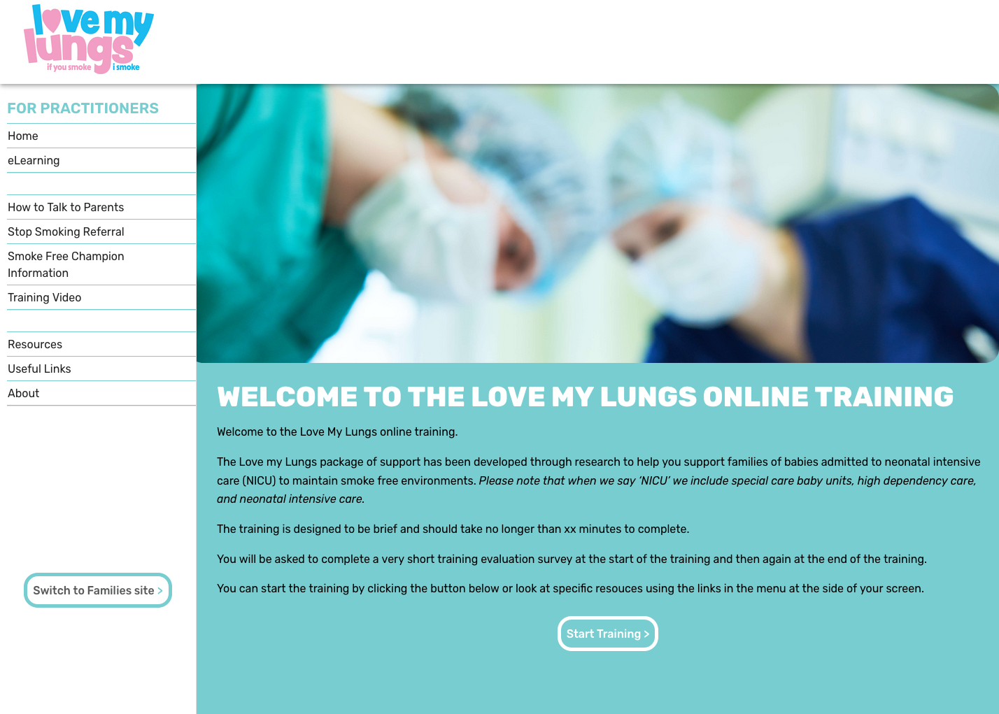 love my
lungs
if you smoke i smoke
FOR PRACTITIONERS
Home
eLearning
How to Talk to Parents
Stop Smoking Referral
Smoke Free Champion
Information
Training Video
Resources
Useful Links
About
Switch to Families site >
WELCOME TO THE LOVE MY LUNGS ONLINE TRAINING
Welcome to the Love My Lungs online training.
The Love my Lungs package of support has been developed through research to help you support families of babies admitted to neonatal intensive
care (NICU) to maintain smoke free environments. Please note that when we say ‘NICU’ we include special care baby units, high dependency care,
and neonatal intensive care.
The training is designed to be brief and should take no longer than xx minutes to complete.
You will be asked to complete a very short training evaluation survey at the start of the training and then again at the end of the training.
You can start the training by clicking the button below or look at specific resouces using the links in the menu at the side of your screen.
Start Training >